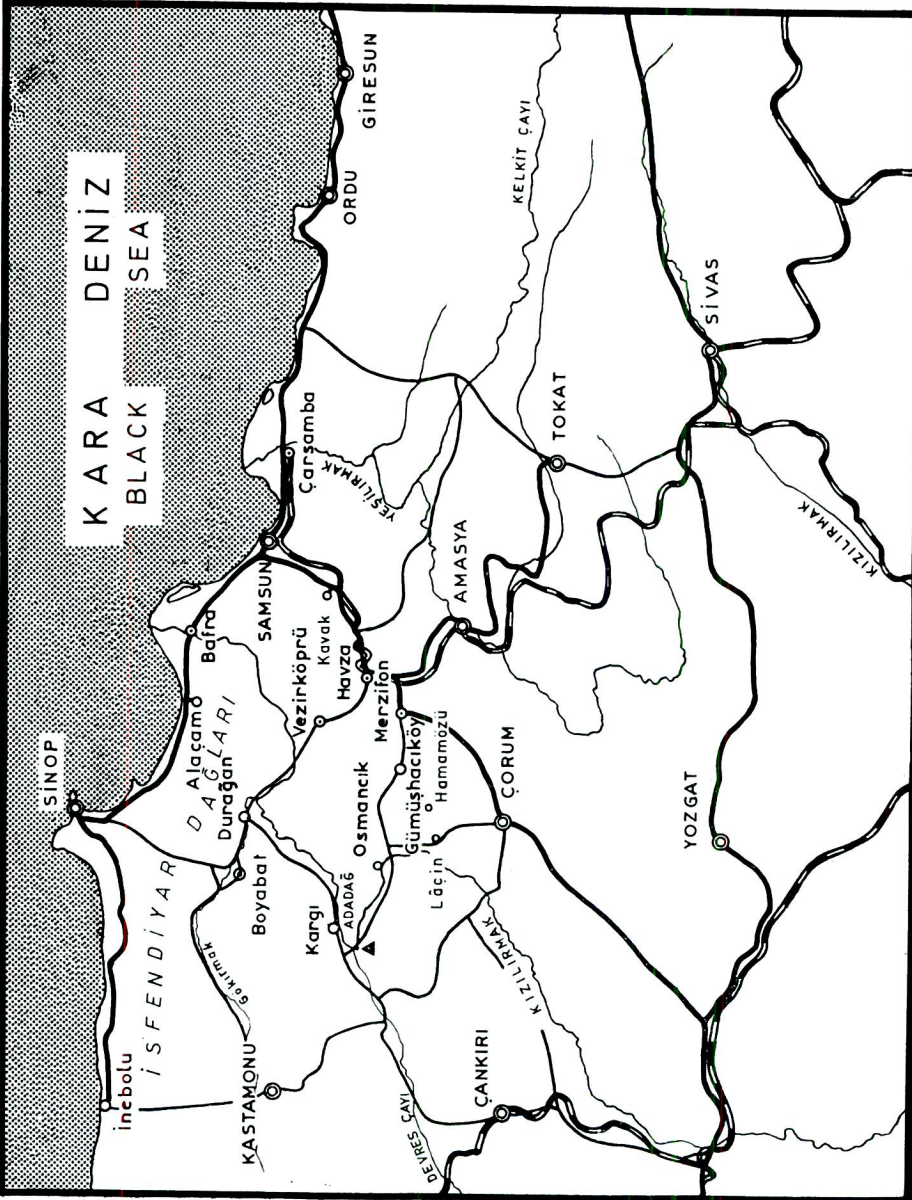 KARA DENİZ
BLACK SEA
SİNOP
İnebolu
İSFENDİYAR
DAĞLARI
Alaçam
Bafra
SAMSUN
Çarşamba
ORDU
GİRESUN
Gökırmak
KASTAMONU
Boyabat
Durağan
Vezirköprü
Kavak
Havza
YEŞİLIRMAK
KELKİT ÇAYI
Kargı
ADADAĞ
Osmancık
Gümüşhacıköy
Merzifon
Hamamözü
Lâçin
AMASYA
TOKAT
DEVRES ÇAYI
ÇANKIRI
KIZILIRMAK
ÇORUM
SİVAS
YOZGAT
KIZILIRMAK